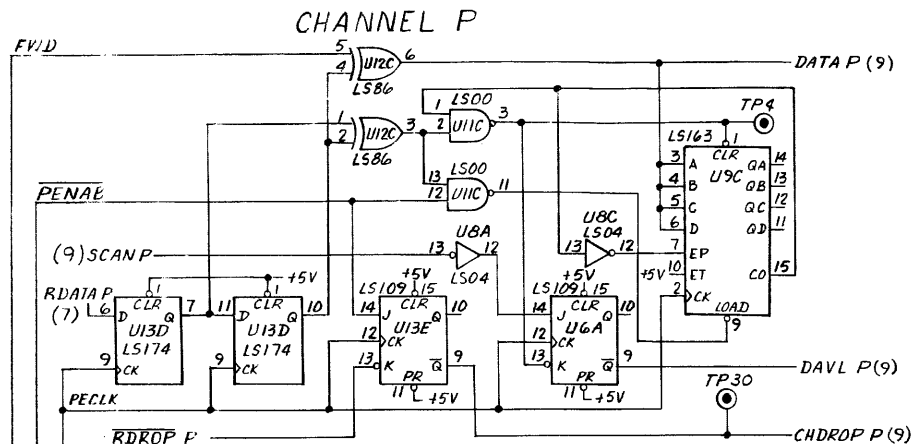 CHANNEL P
FWD
5
4
U12C
6
LS86
DATA P (9)
1
2
U12C
3
LS86
LS00
1
2
U11C
3
TP4
LS163
1
CLR
U9C
3
A
4
B
5
C
6
D
7
EP
10
ET
+5V
2
CK
QA
14
QB
13
QC
12
QD
11
CO
15
LOAD
9
LS00
13
12
U11C
11
PENAB
(9) SCAN P
U8A
13
12
LS04
U8C
LS04
13
12
RDATA P
(7)
6
D
CLR
1
Q
7
U13D
LS174
9
CK
+5V
11
D
CLR
1
Q
10
U13D
LS174
9
CK
LS109
+5V
15
CLR
14
J
Q
10
12
CK
U13E
13
K
Q
9
PR
11
+5V
LS109
+5V
15
CLR
14
J
Q
10
12
CK
U6A
13
K
Q
9
PR
11
+5V
DAVL P (9)
TP30
PECLK
RDROP P
CHDROP P (9)